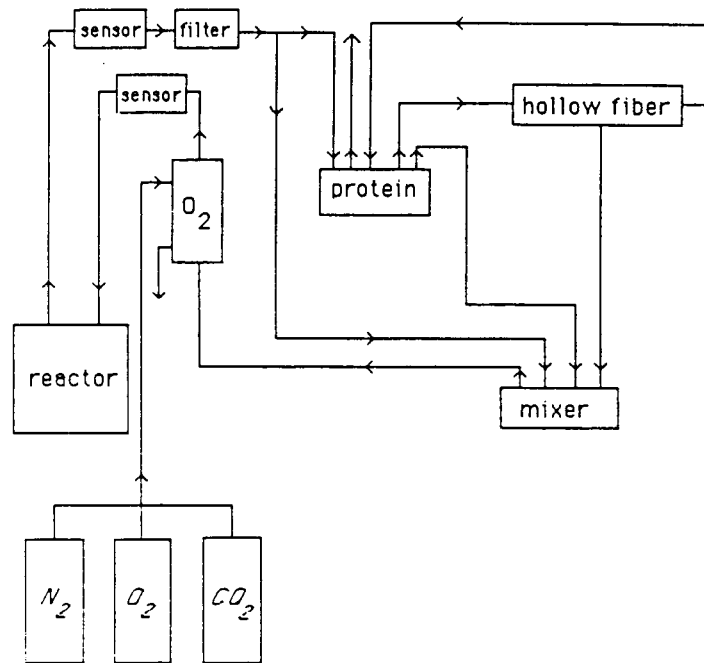 sensor
filter
sensor
hollow fiber
protein
O2
reactor
mixer
N2
O2
CO2